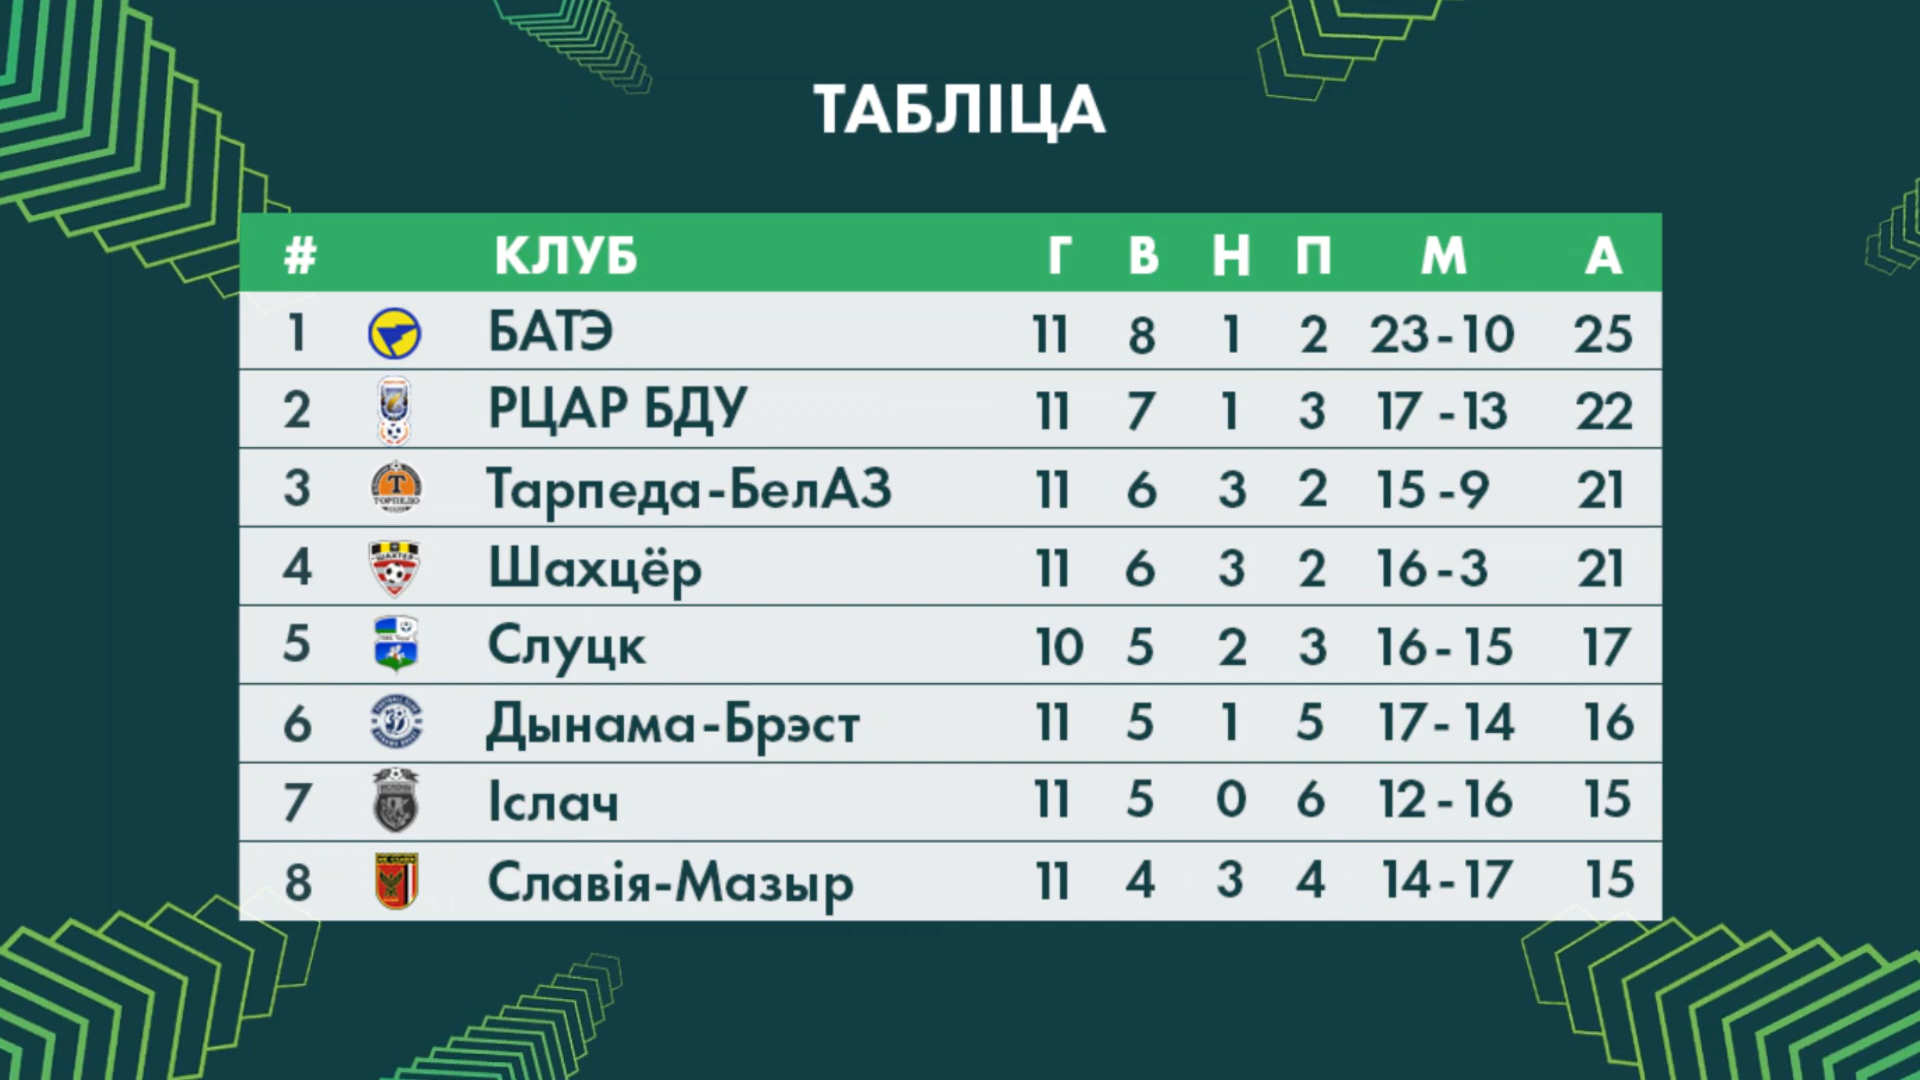 ТАБЛІЦА
# КЛУБ Г В Н П М А
1 БАТЭ 11 8 1 2 23-10 25
2 РЦАР БДУ 11 7 1 3 17-13 22
3 Тарпеда-БелАЗ 11 6 3 2 15-9 21
4 Шахцёр 11 6 3 2 16-3 21
5 Слуцк 10 5 2 3 16-15 17
6 Дынама-Брэст 11 5 1 5 17-14 16
7 Іслач 11 5 0 6 12-16 15
8 Славія-Мазыр 11 4 3 4 14-17 15